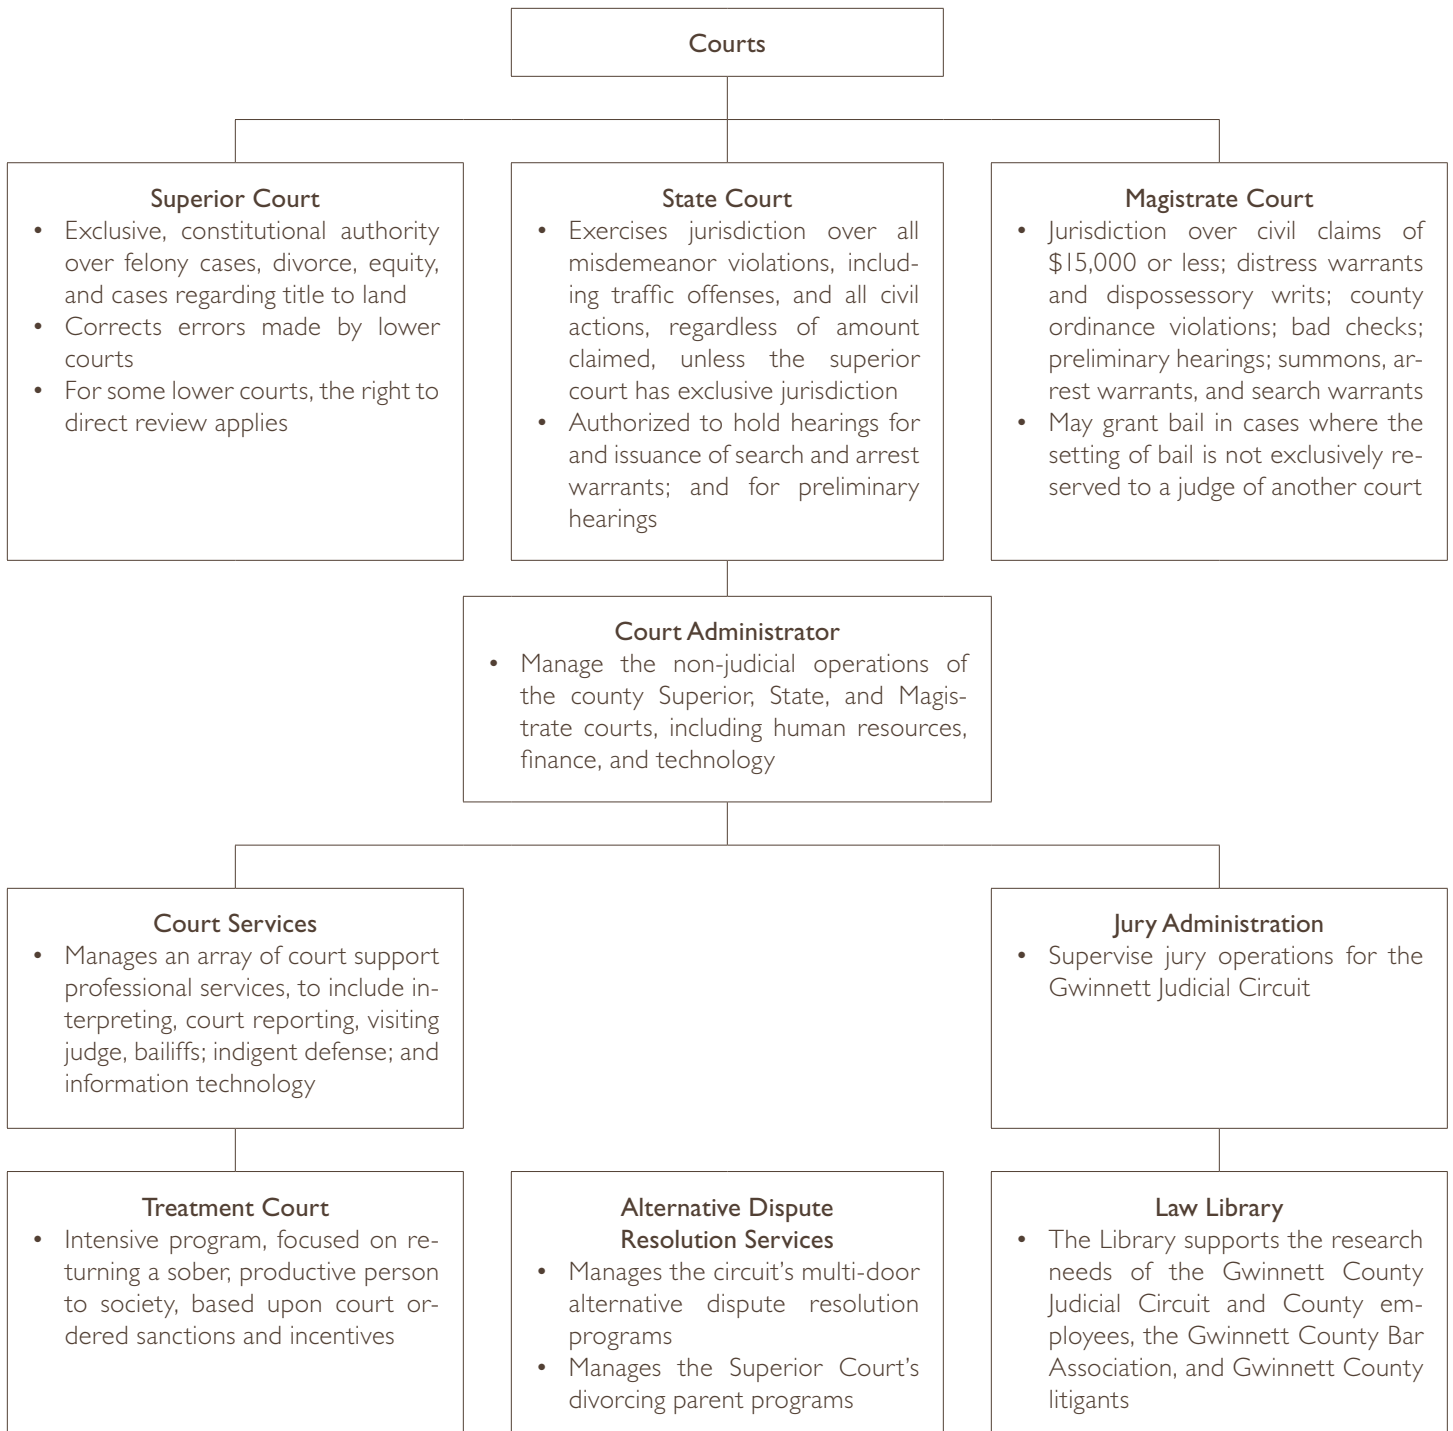 Courts
Superior Court
• Exclusive, constitutional authority
over felony cases, divorce, equity,
and cases regarding title to land
• Corrects errors made by lower
courts
• For some lower courts, the right to
direct review applies
State Court
• Exercises jurisdiction over all
misdemeanor violations, includ-
ing traffic offenses, and all civil
actions, regardless of amount
claimed, unless the superior
court has exclusive jurisdiction
• Authorized to hold hearings for
and issuance of search and arrest
warrants; and for preliminary
hearings
Magistrate Court
• Jurisdiction over civil claims of
$15,000 or less; distress warrants
and dispossessory writs; county
ordinance violations; bad checks;
preliminary hearings; summons, ar-
rest warrants, and search warrants
• May grant bail in cases where the
setting of bail is not exclusively re-
served to a judge of another court
Court Administrator
• Manage the non-judicial operations of
the county Superior, State, and Magis-
trate courts, including human resources,
finance, and technology
Court Services
• Manages an array of court support
professional services, to include in-
terpreting, court reporting, visiting
judge, bailiffs; indigent defense; and
information technology
Jury Administration
• Supervise jury operations for the
Gwinnett Judicial Circuit
Treatment Court
• Intensive program, focused on re-
turning a sober, productive person
to society, based upon court or-
dered sanctions and incentives
Alternative Dispute
Resolution Services
• Manages the circuit's multi-door
alternative dispute resolution
programs
• Manages the Superior Court's
divorcing parent programs
Law Library
• The Library supports the research
needs of the Gwinnett County
Judicial Circuit and County em-
ployees, the Gwinnett County Bar
Association, and Gwinnett County
litigants